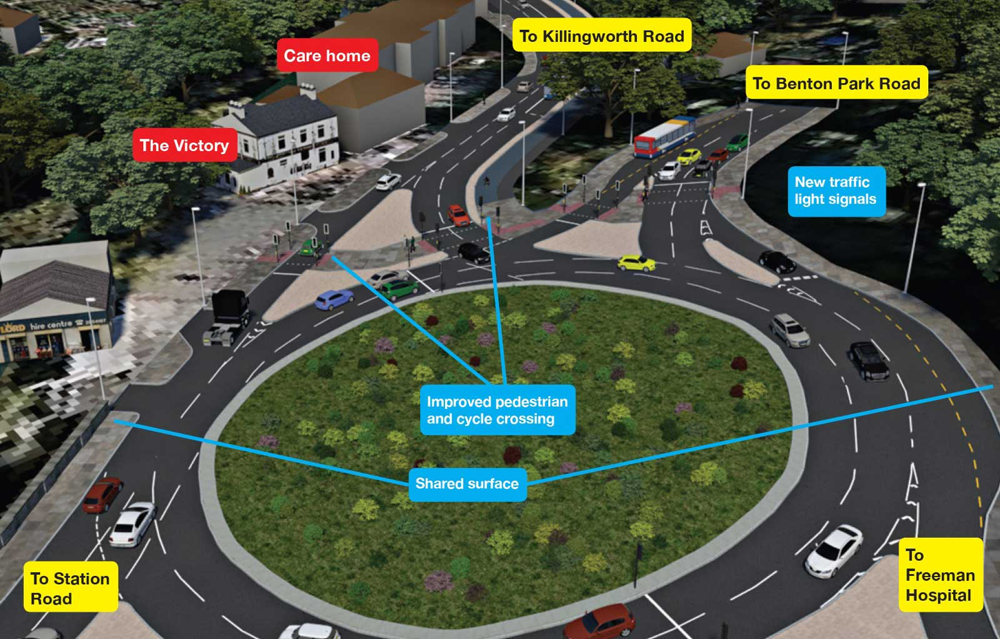 To Killingworth Road
Care home
To Benton Park Road
The Victory
New traffic
light signals
LORD hire centre
Improved pedestrian
and cycle crossing
Shared surface
To Station
Road
To
Freeman
Hospital